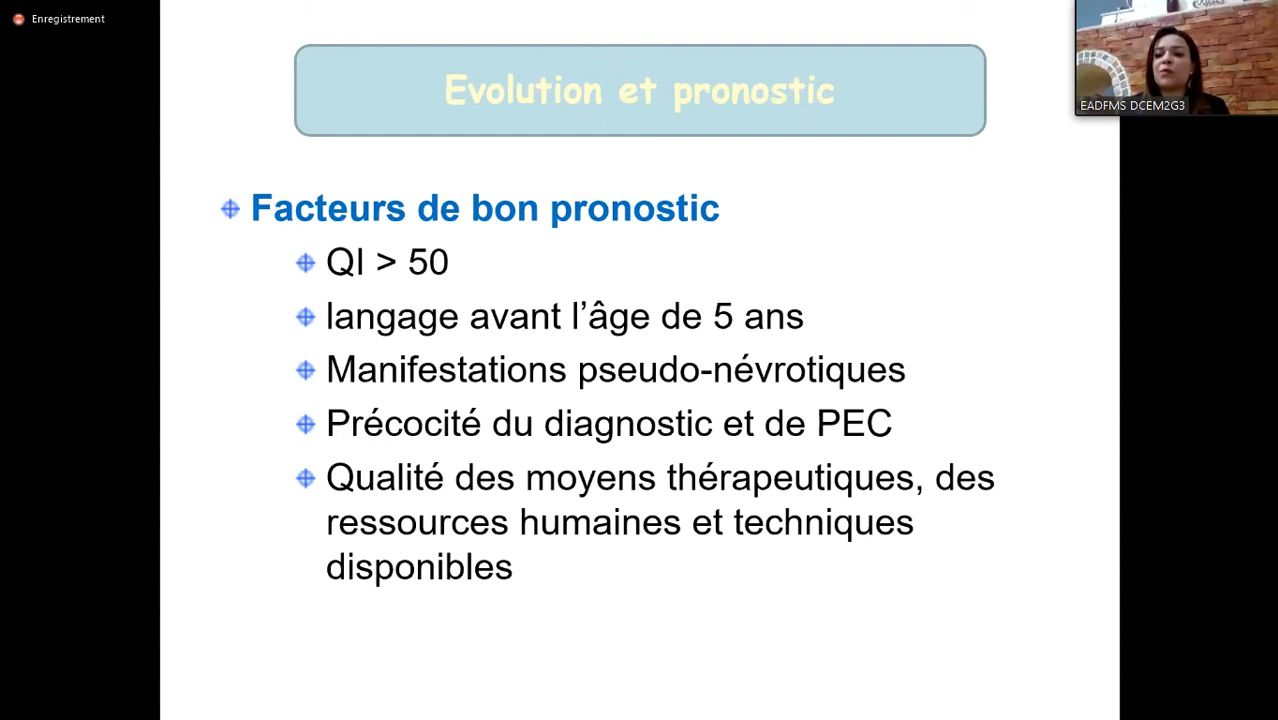 Enregistrement
EADFMS DCEM2G3
Evolution et pronostic
Facteurs de bon pronostic
QI > 50
langage avant l’âge de 5 ans
Manifestations pseudo-névrotiques
Précocité du diagnostic et de PEC
Qualité des moyens thérapeutiques, des
ressources humaines et techniques
disponibles